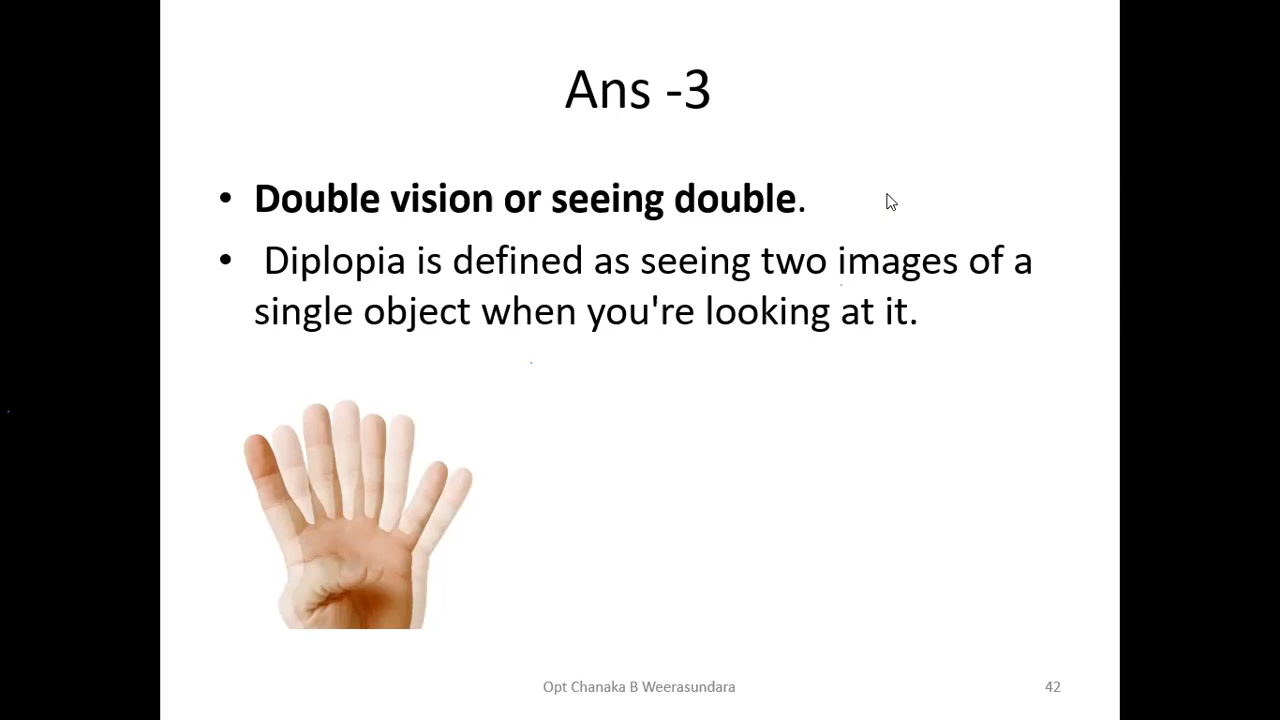 Ans -3
• Double vision or seeing double.
• Diplopia is defined as seeing two images of a
single object when you're looking at it.
Opt Chanaka B Weerasundara
42